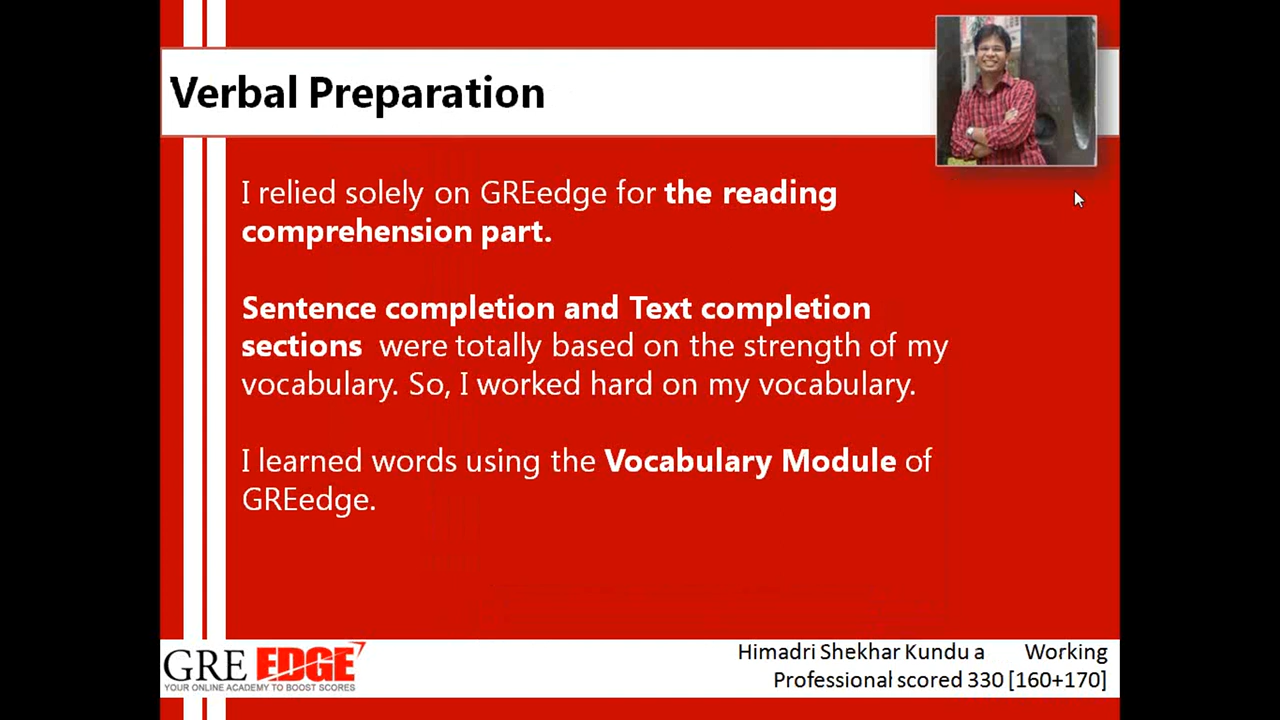 Verbal Preparation
I relied solely on GREedge for the reading
comprehension part.
Sentence completion and Text completion
sections were totally based on the strength of my
vocabulary. So, I worked hard on my vocabulary.
I learned words using the Vocabulary Module of
GREedge.
GRE EDGE
YOUR ONLINE ACADEMY TO BOOST SCORES
Himadri Shekhar Kundu a Working
Professional scored 330 [160+170]